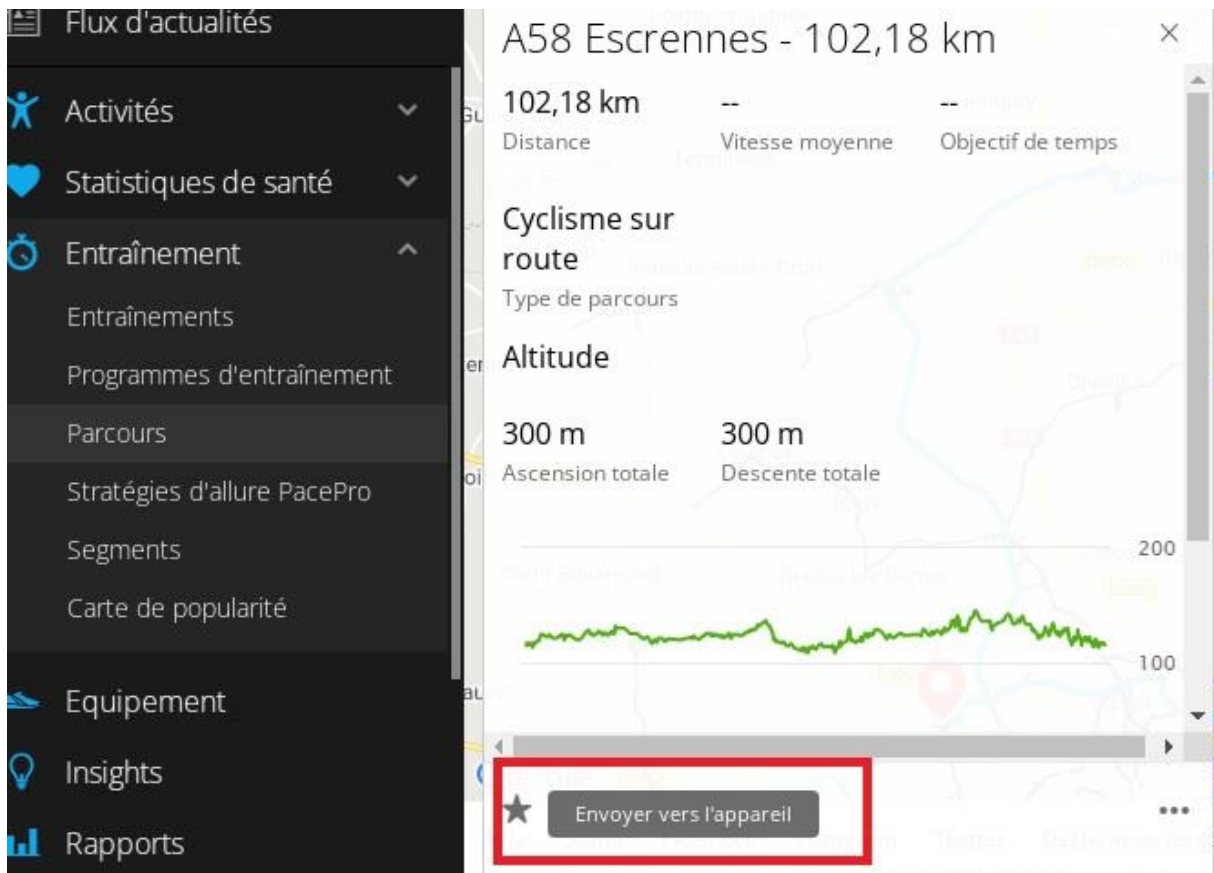 Flux d'actualités
Activités
Statistiques de santé
Entraînement
Entraînements
Programmes d'entraînement
Parcours
Stratégies d'allure PacePro
Segments
Carte de popularité
Equipement
Insights
Rapports
A58 Escrennes - 102,18 km
102,18 km
--
--
Distance
Vitesse moyenne
Objectif de temps
Cyclisme sur
route
Type de parcours
Altitude
300 m
300 m
Ascension totale
Descente totale
200
100
Envoyer vers l'appareil